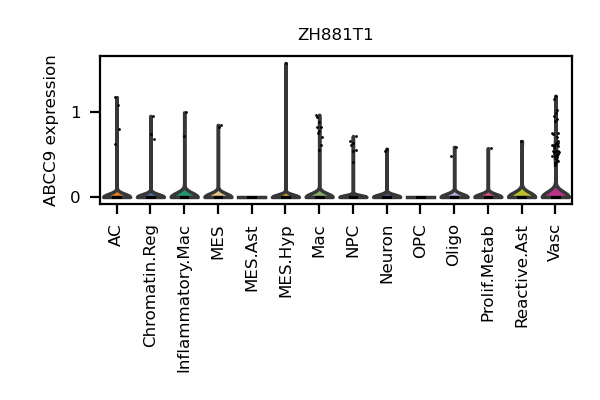 ZH881T1
ABCC9 expression
1
0
AC
Chromatin.Reg
Inflammatory.Mac
MES
MES.Ast
MES.Hyp
Mac
NPC
Neuron
OPC
Oligo
Prolif.Metab
Reactive.Ast
Vasc